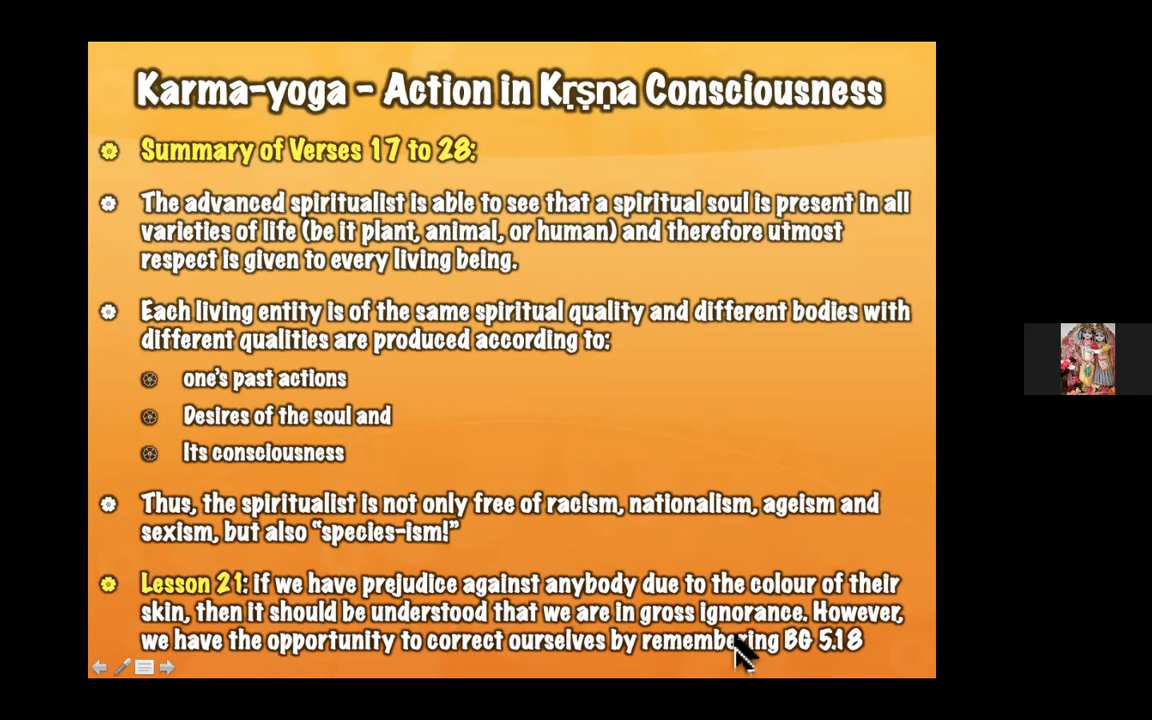 Karma-yoga - Action in Kṛṣṇa Consciousness
Summary of Verses 17 to 28:
The advanced spiritualist is able to see that a spiritual soul is present in all
varieties of life (be it plant, animal, or human) and therefore utmost
respect is given to every living being.
Each living entity is of the same spiritual quality and different bodies with
different qualities are produced according to:
one's past actions
Desires of the soul and
Its consciousness
Thus, the spiritualist is not only free of racism, nationalism, ageism and
sexism, but also "species-ism!"
Lesson 21: if we have prejudice against anybody due to the colour of their
skin, then it should be understood that we are in gross ignorance. However,
we have the opportunity to correct ourselves by remembering BG 5.18